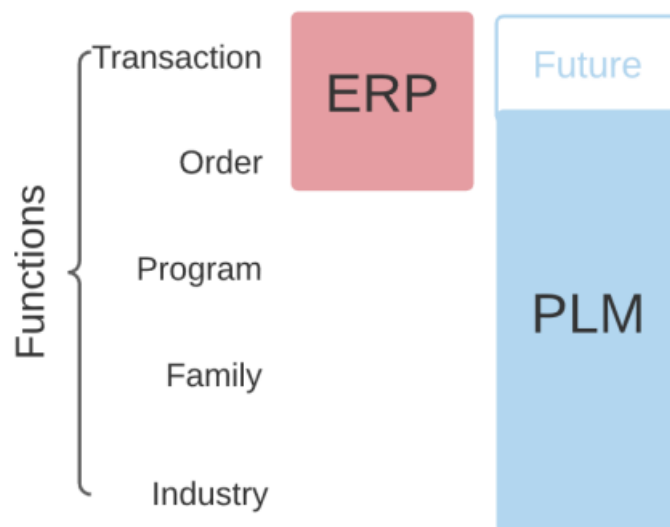 Functions
Transaction
Order
Program
Family
Industry
ERP
Future
PLM